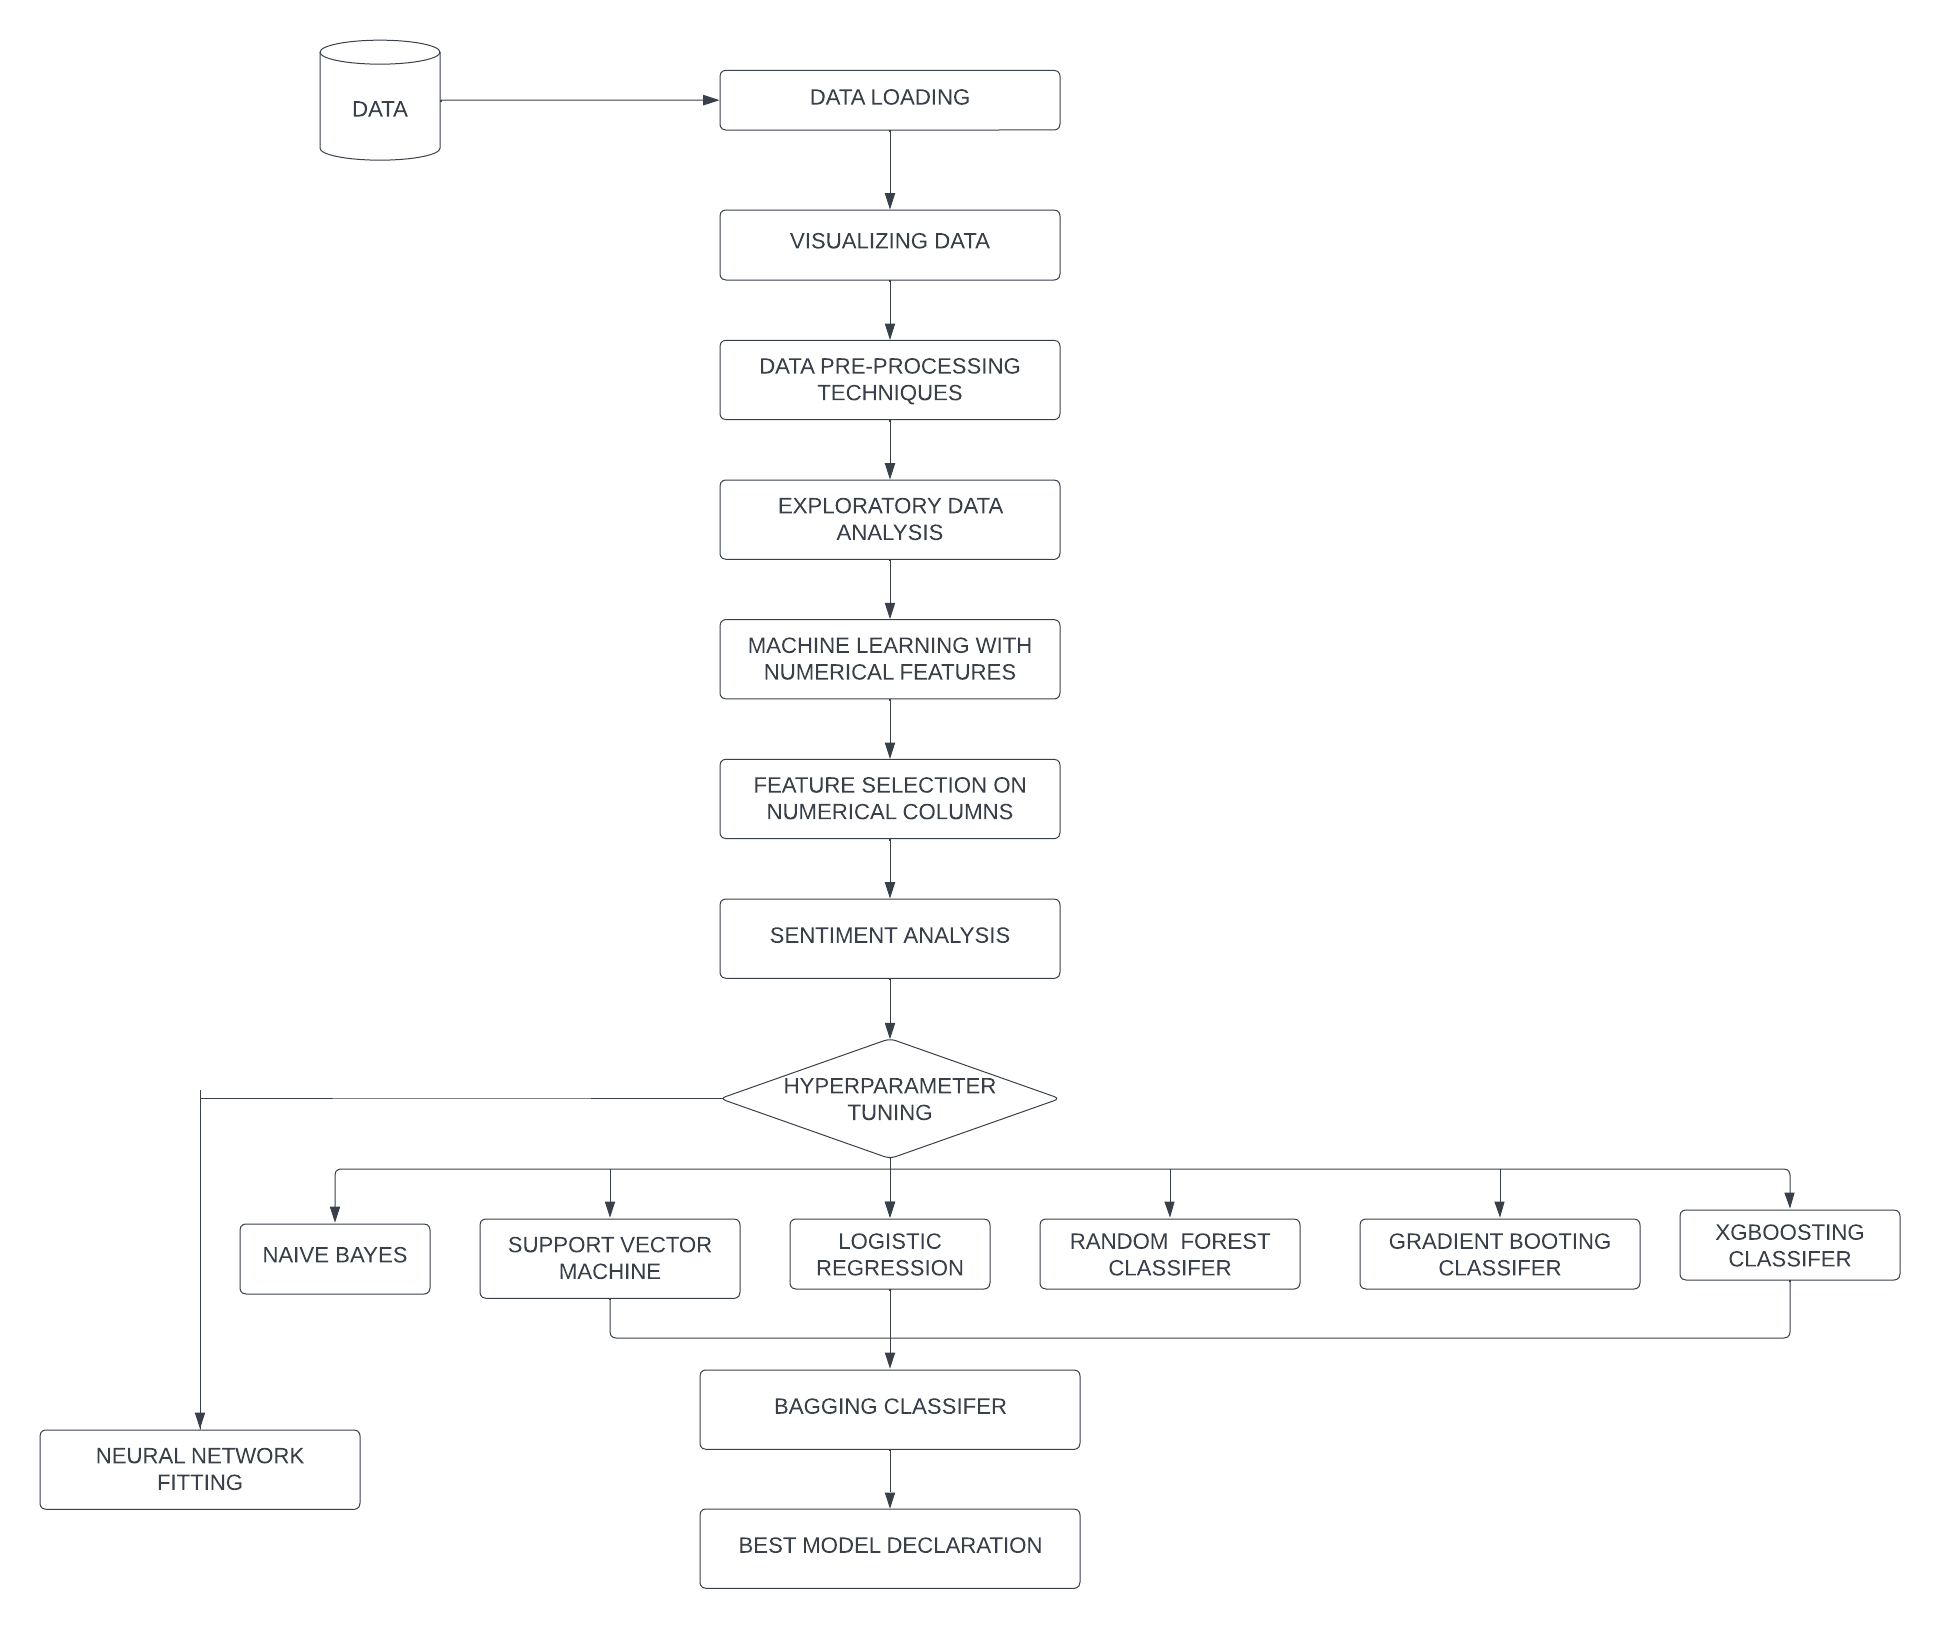 DATA
DATA LOADING
VISUALIZING DATA
DATA PRE-PROCESSING
TECHNIQUES
EXPLORATORY DATA
ANALYSIS
MACHINE LEARNING WITH
NUMERICAL FEATURES
FEATURE SELECTION ON
NUMERICAL COLUMNS
SENTIMENT ANALYSIS
HYPERPARAMETER
TUNING
NAIVE BAYES
SUPPORT VECTOR
MACHINE
LOGISTIC
REGRESSION
RANDOM  FOREST
CLASSIFER
GRADIENT BOOTING
CLASSIFER
XGBOOSTING
CLASSIFER
BAGGING CLASSIFER
NEURAL NETWORK
FITTING
BEST MODEL DECLARATION